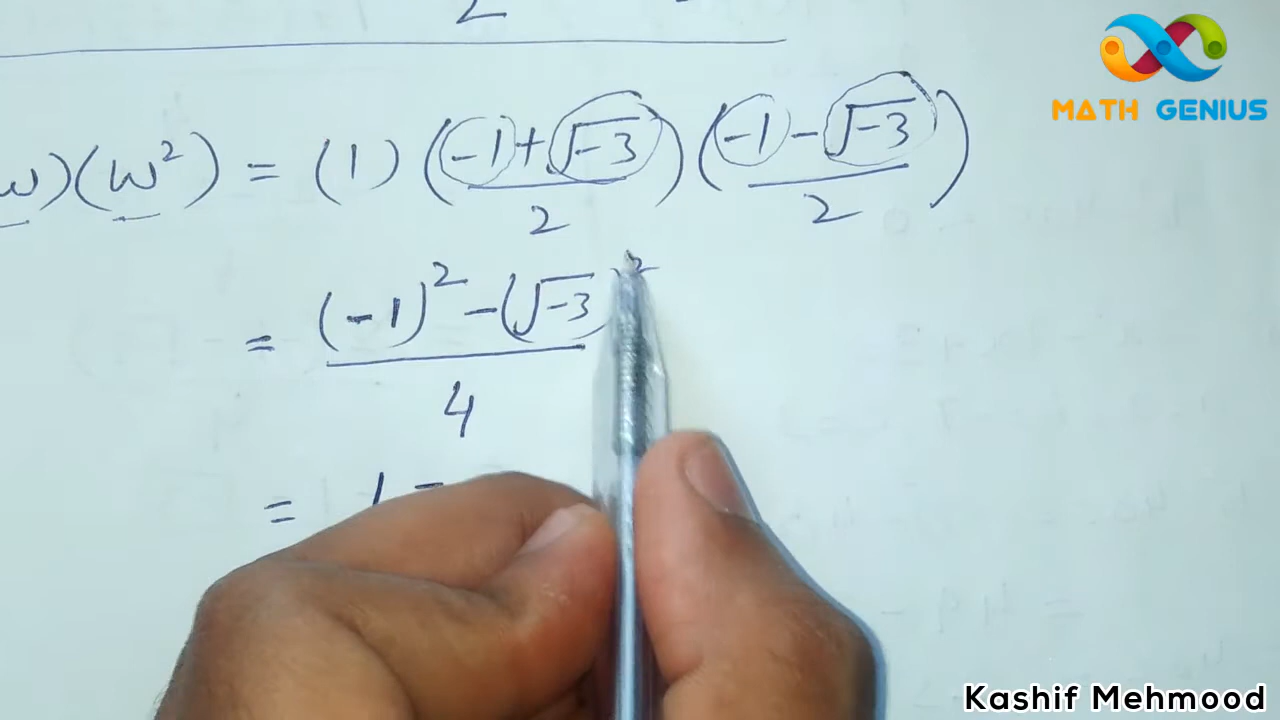 2
MATH GENIUS
ω)(ω²) = (1) (-1+√-3/2) (-1-√-3/2)
= (-1)² - (√-3)²/4
= 1 -
Kashif Mehmood